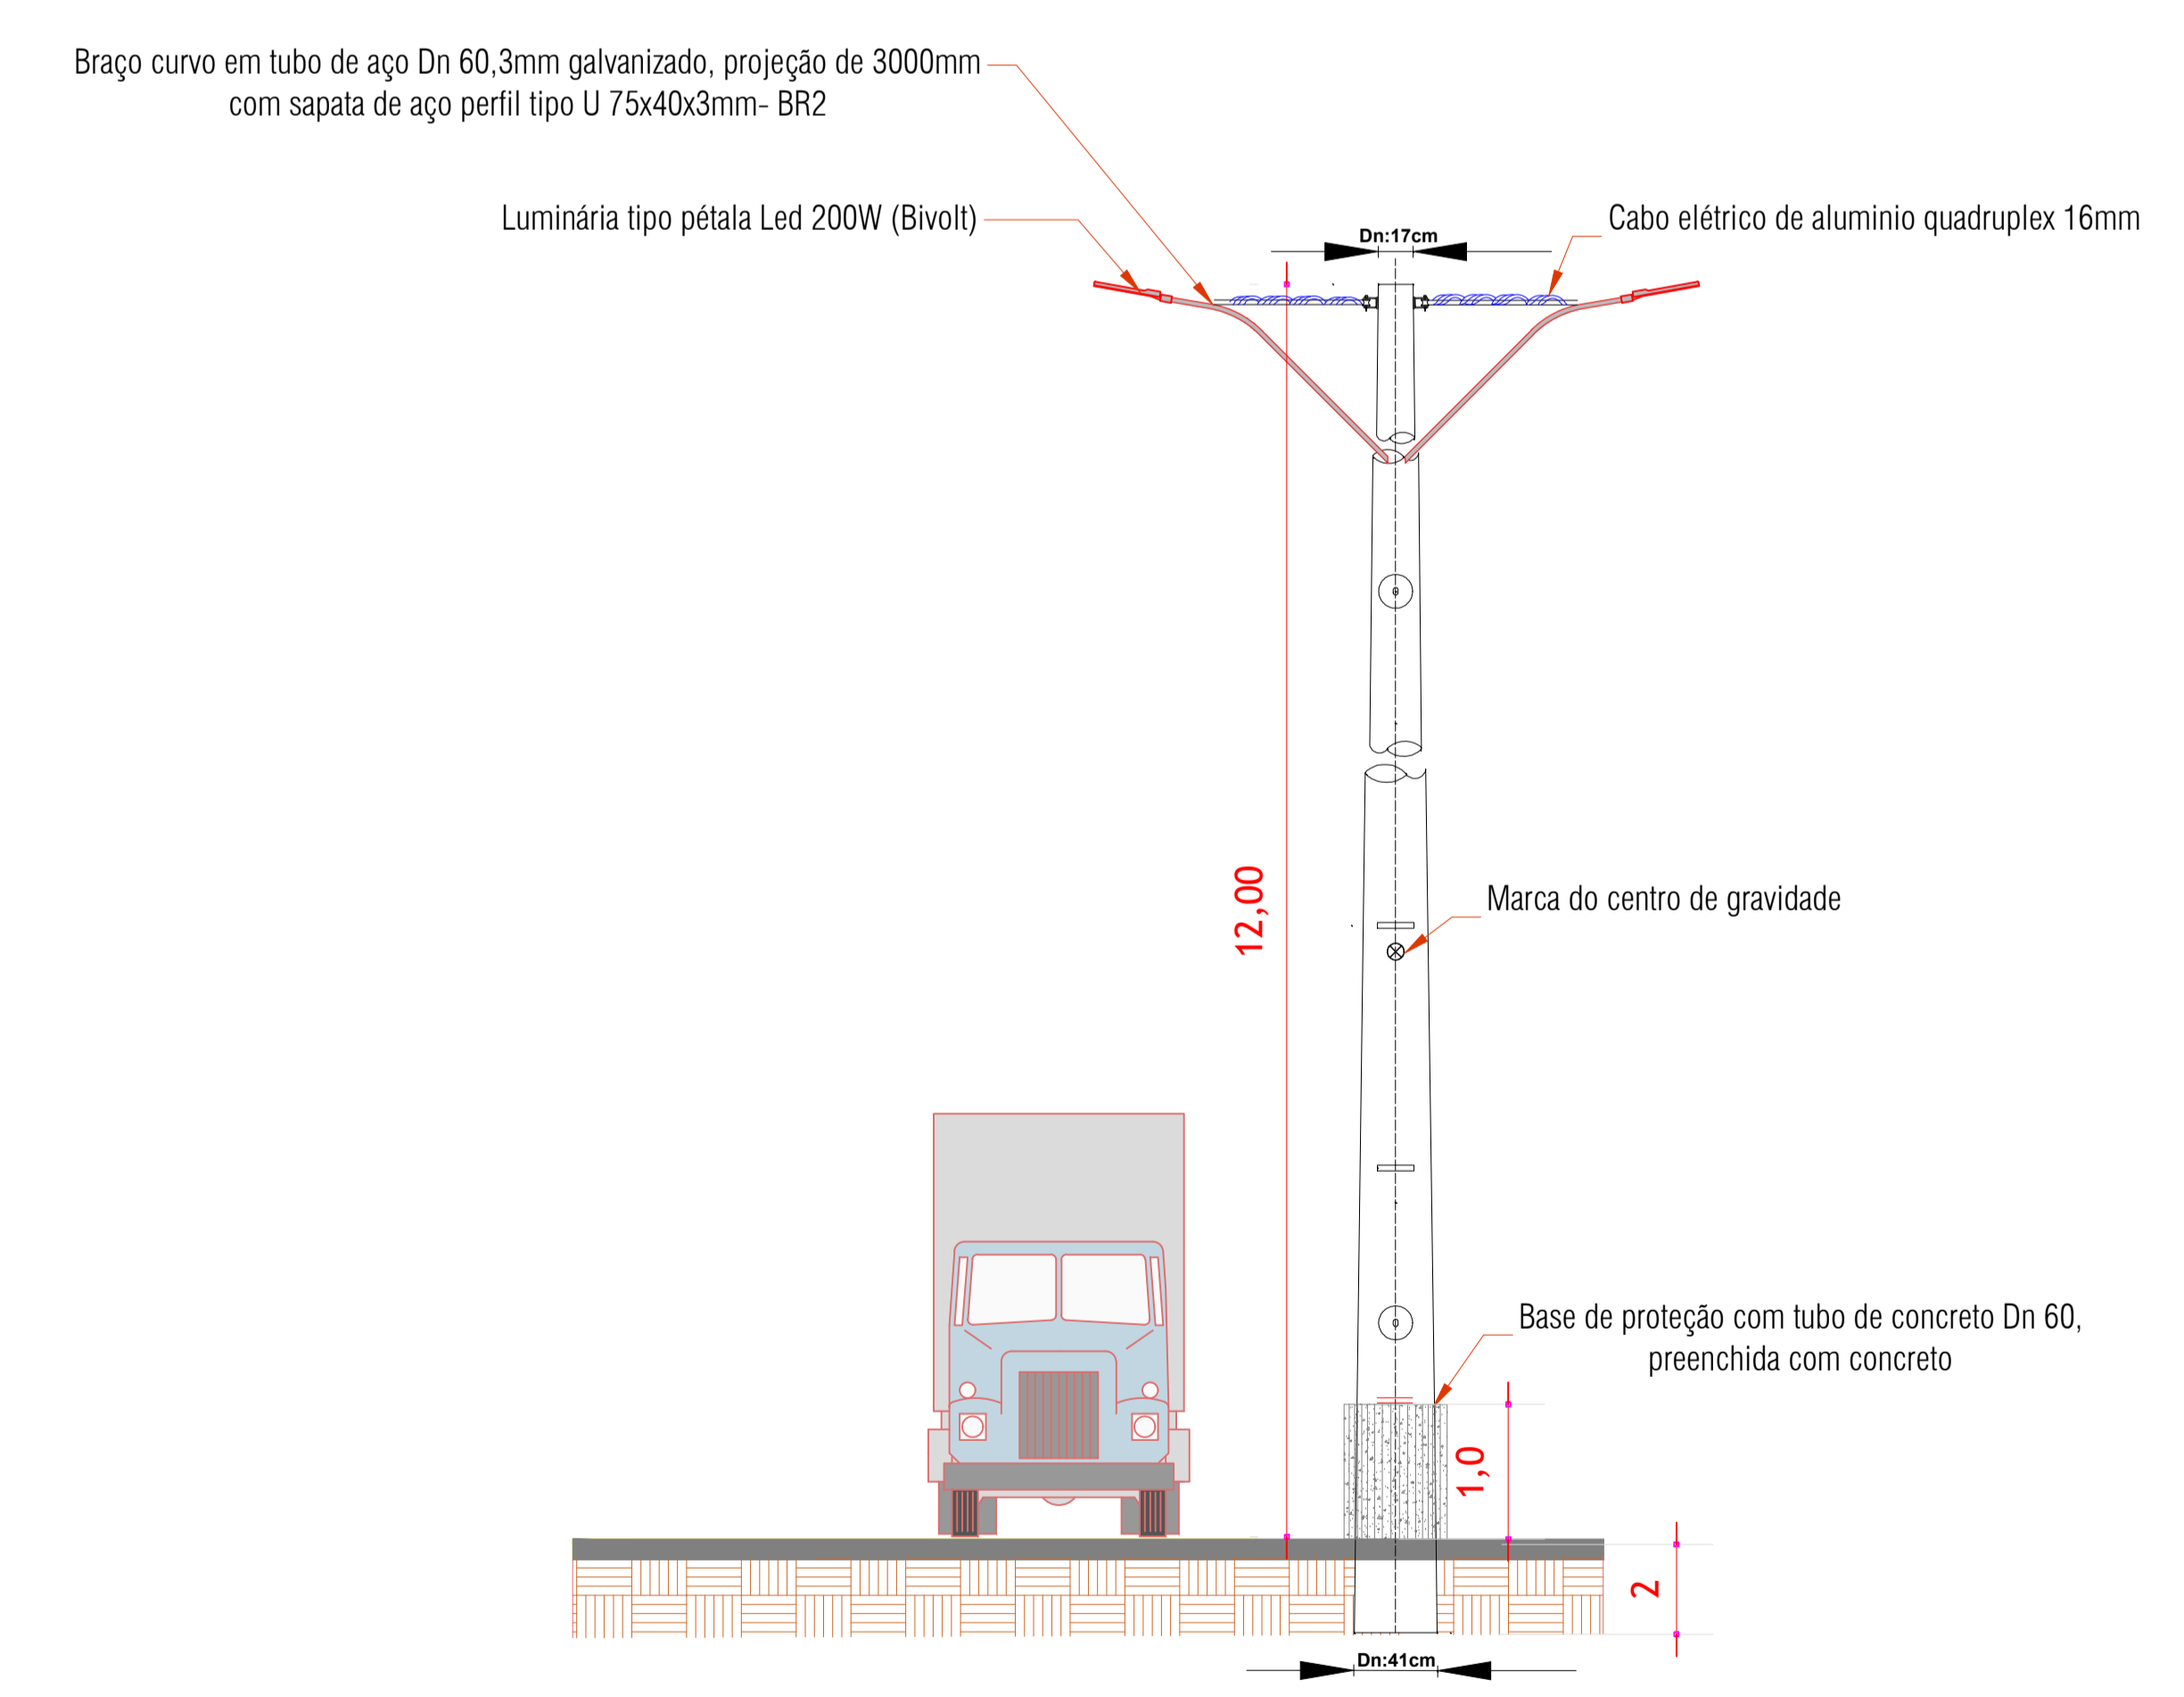 Braço curvo em tubo de aço Dn 60,3mm galvanizado, projeção de 3000mm
com sapata de aço perfil tipo U 75x40x3mm- BR2
Luminária tipo pétala Led 200W (Bivolt)
Cabo elétrico de aluminio quadruplex 16mm
Dn:17cm
12,00
Marca do centro de gravidade
Base de proteção com tubo de concreto Dn 60,
preenchida com concreto
1,0
2
Dn:41cm